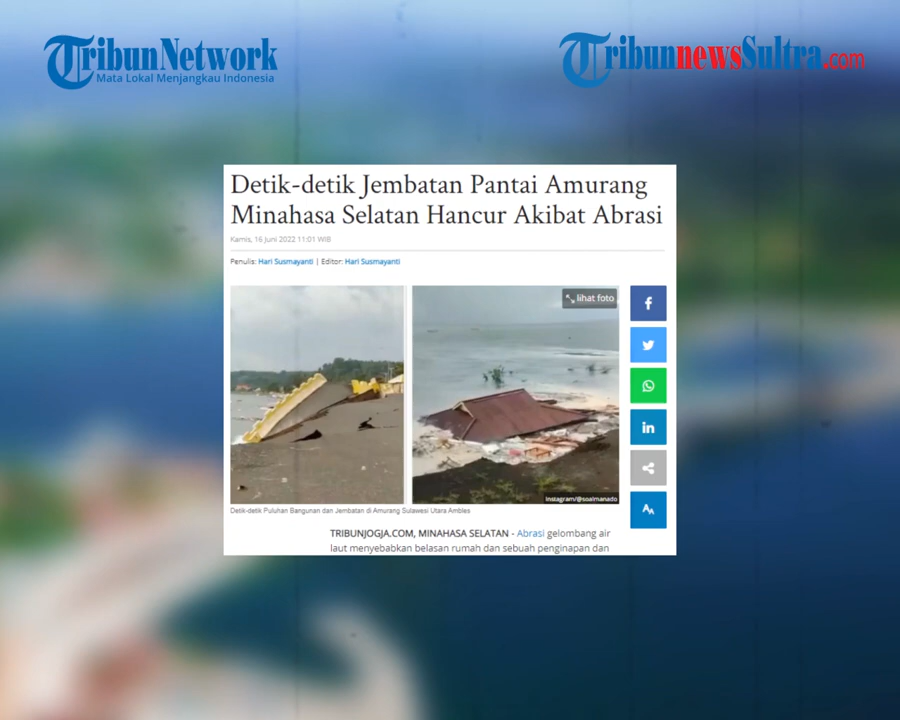 TribunNetwork
Mata Lokal Menjangkau Indonesia
TribunnewsSultra.com
Detik-detik Jembatan Pantai Amurang
Minahasa Selatan Hancur Akibat Abrasi
Kamis, 16 Juni 2022 11:01 WIB
Penulis: Hari Susmayanti | Editor: Hari Susmayanti
lihat foto
Instagram/@soalmanado
Detik-detik Puluhan Bangunan dan Jembatan di Amurang Sulawesi Utara Ambles
TRIBUNJOGJA.COM, MINAHASA SELATAN - Abrasi gelombang air
laut menyebabkan belasan rumah dan sebuah penginapan dan